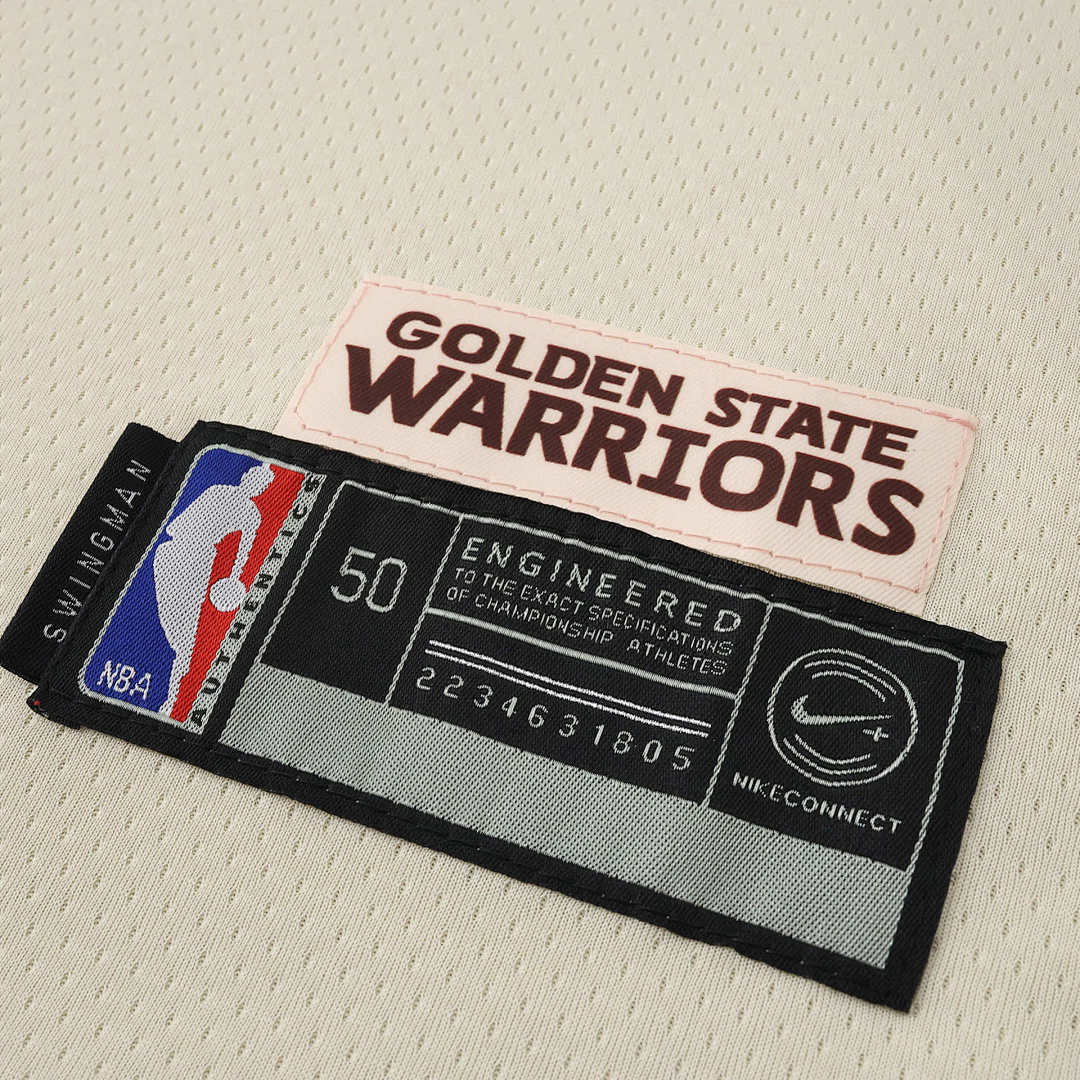 GOLDEN STATE
WARRIORS
SWINGMAN
NBA
AUTHENTICS
50
ENGINEERED
TO THE EXACT SPECIFICATIONS
OF CHAMPIONSHIP ATHLETES
2234631805
NIKECONNECT